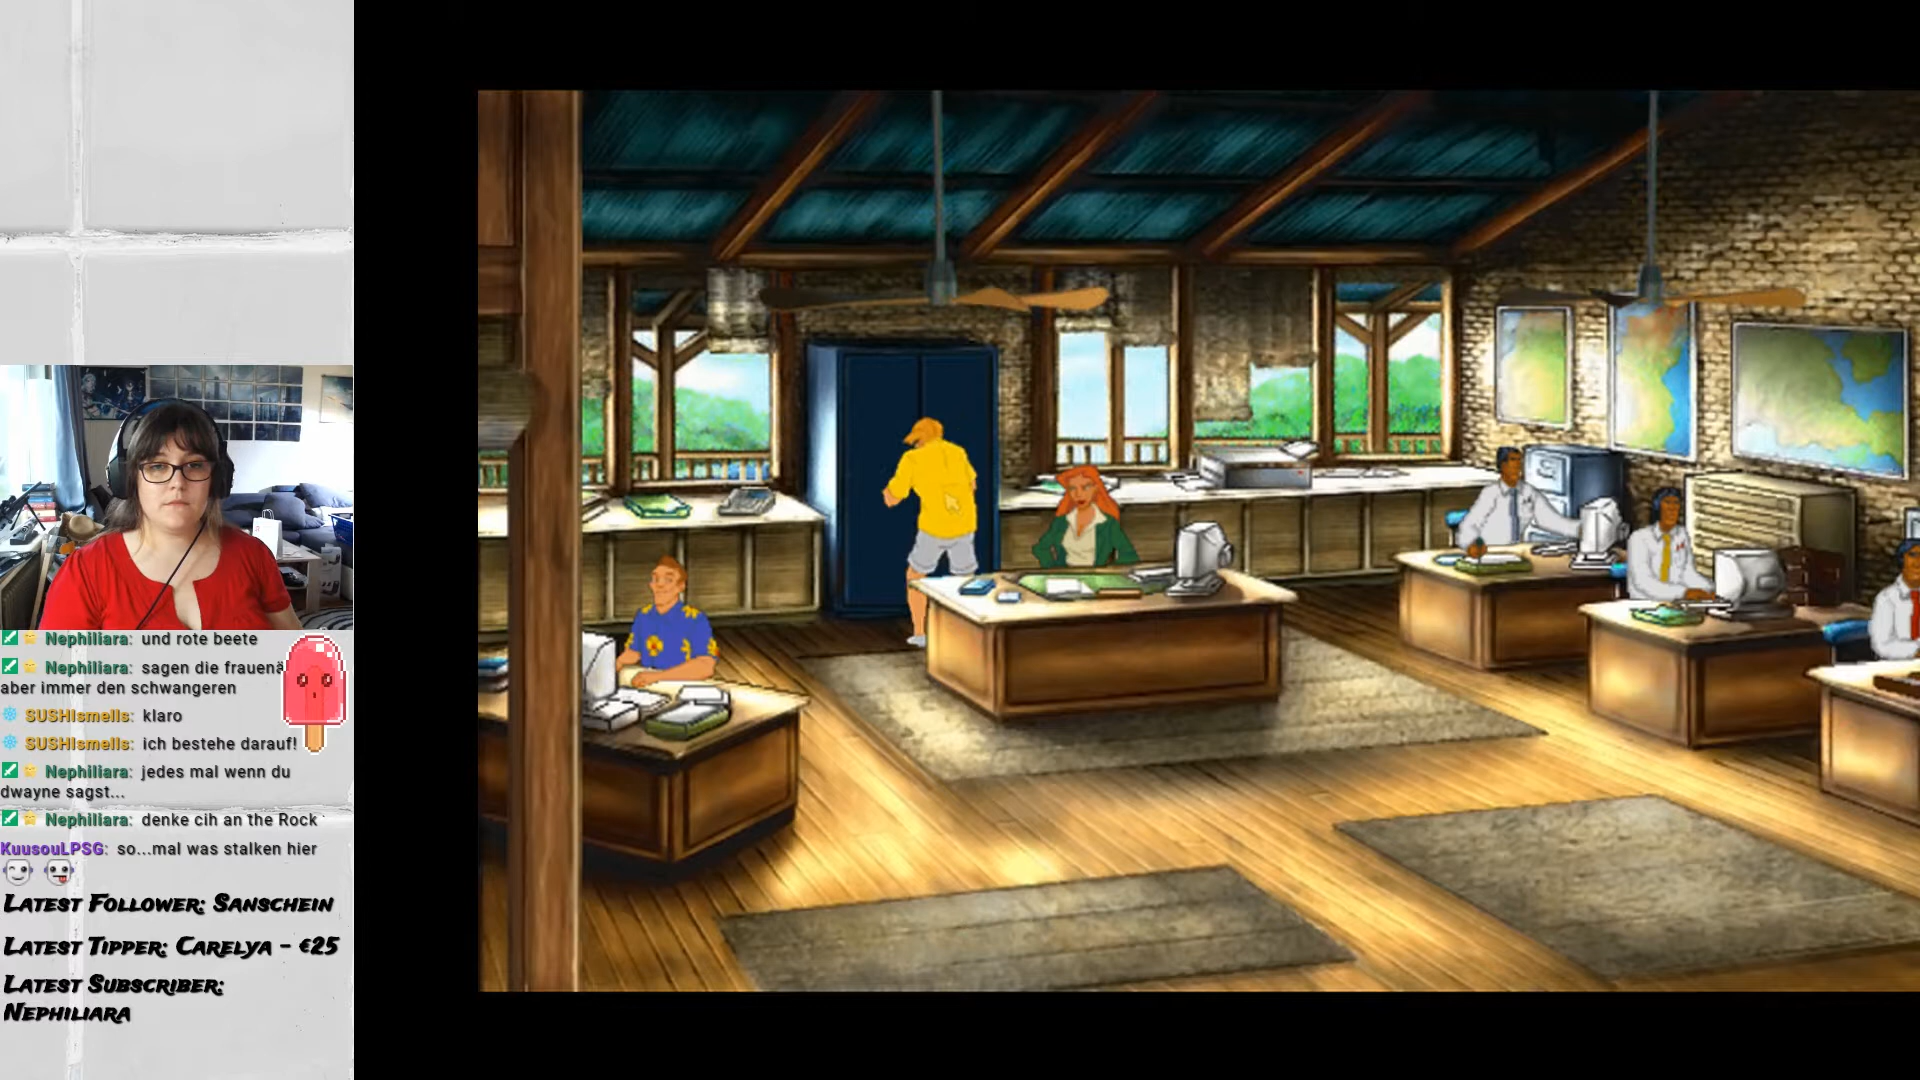 Nephiliara: und rote beete
Nephiliara: sagen die frauenä
aber immer den schwangeren
SUSHIsmells: klaro
SUSHIsmells: ich bestehe darauf!
Nephiliara: jedes mal wenn du
dwayne sagst...
Nephiliara: denke cih an the Rock
KuusouLPSG: so...mal was stalken hier
Latest Follower: Sanschein
Latest Tipper: Carelya - €25
Latest Subscriber:
Nephiliara